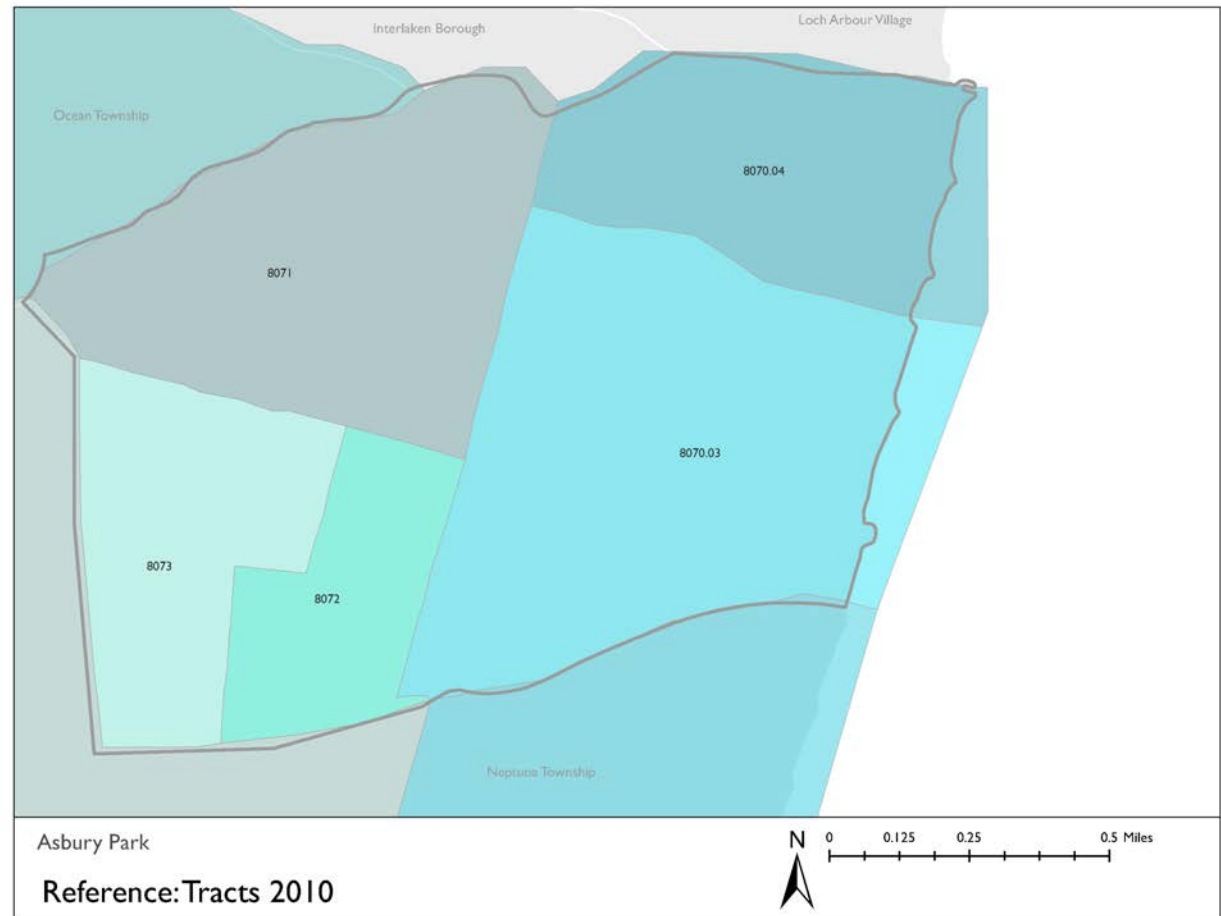 Interlaken Borough
Loch Arbour Village
Ocean Township
8070.04
8071
8070.03
8073
8072
Neptune Township
Asbury Park
N
0 0.125 0.25 0.5 Miles
Reference: Tracts 2010